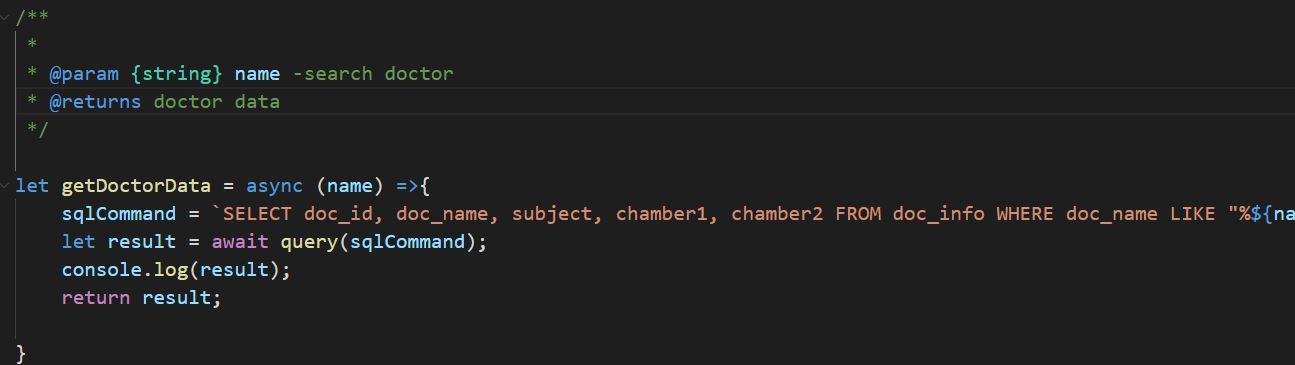 /**
*
* @param {string} name -search doctor
* @returns doctor data
*/
let getDoctorData = async (name) =>{
sqlCommand = `SELECT doc_id, doc_name, subject, chamber1, chamber2 FROM doc_info WHERE doc_name LIKE "%${na
let result = await query(sqlCommand);
console.log(result);
return result;
}